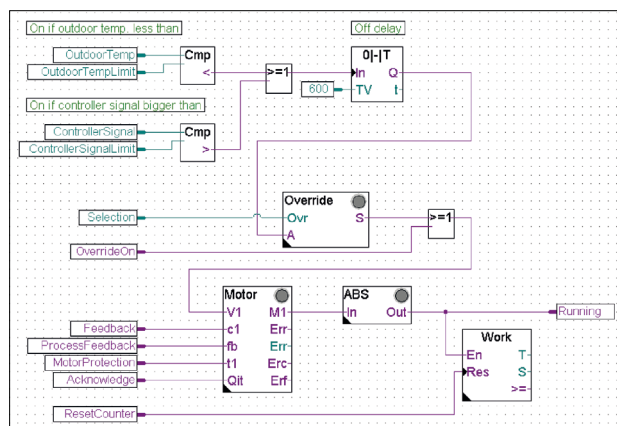 On if outdoor temp. less than
Off delay
OutdoorTemp
OutdoorTempLimit
Cmp
<
>=1
0|-|T
In Q
TV t
600
On if controller signal bigger than
ControllerSignal
ControllerSignalLimit
Cmp
>
Override
Ovr S
A
Selection
OverrideOn
>=1
Motor
V1 M1
c1 Err
fb Err
t1 Erc
Qit Erf
ABS
In Out
Running
Feedback
ProcessFeedback
MotorProtection
Acknowledge
Work
En T
Res S
>=
ResetCounter